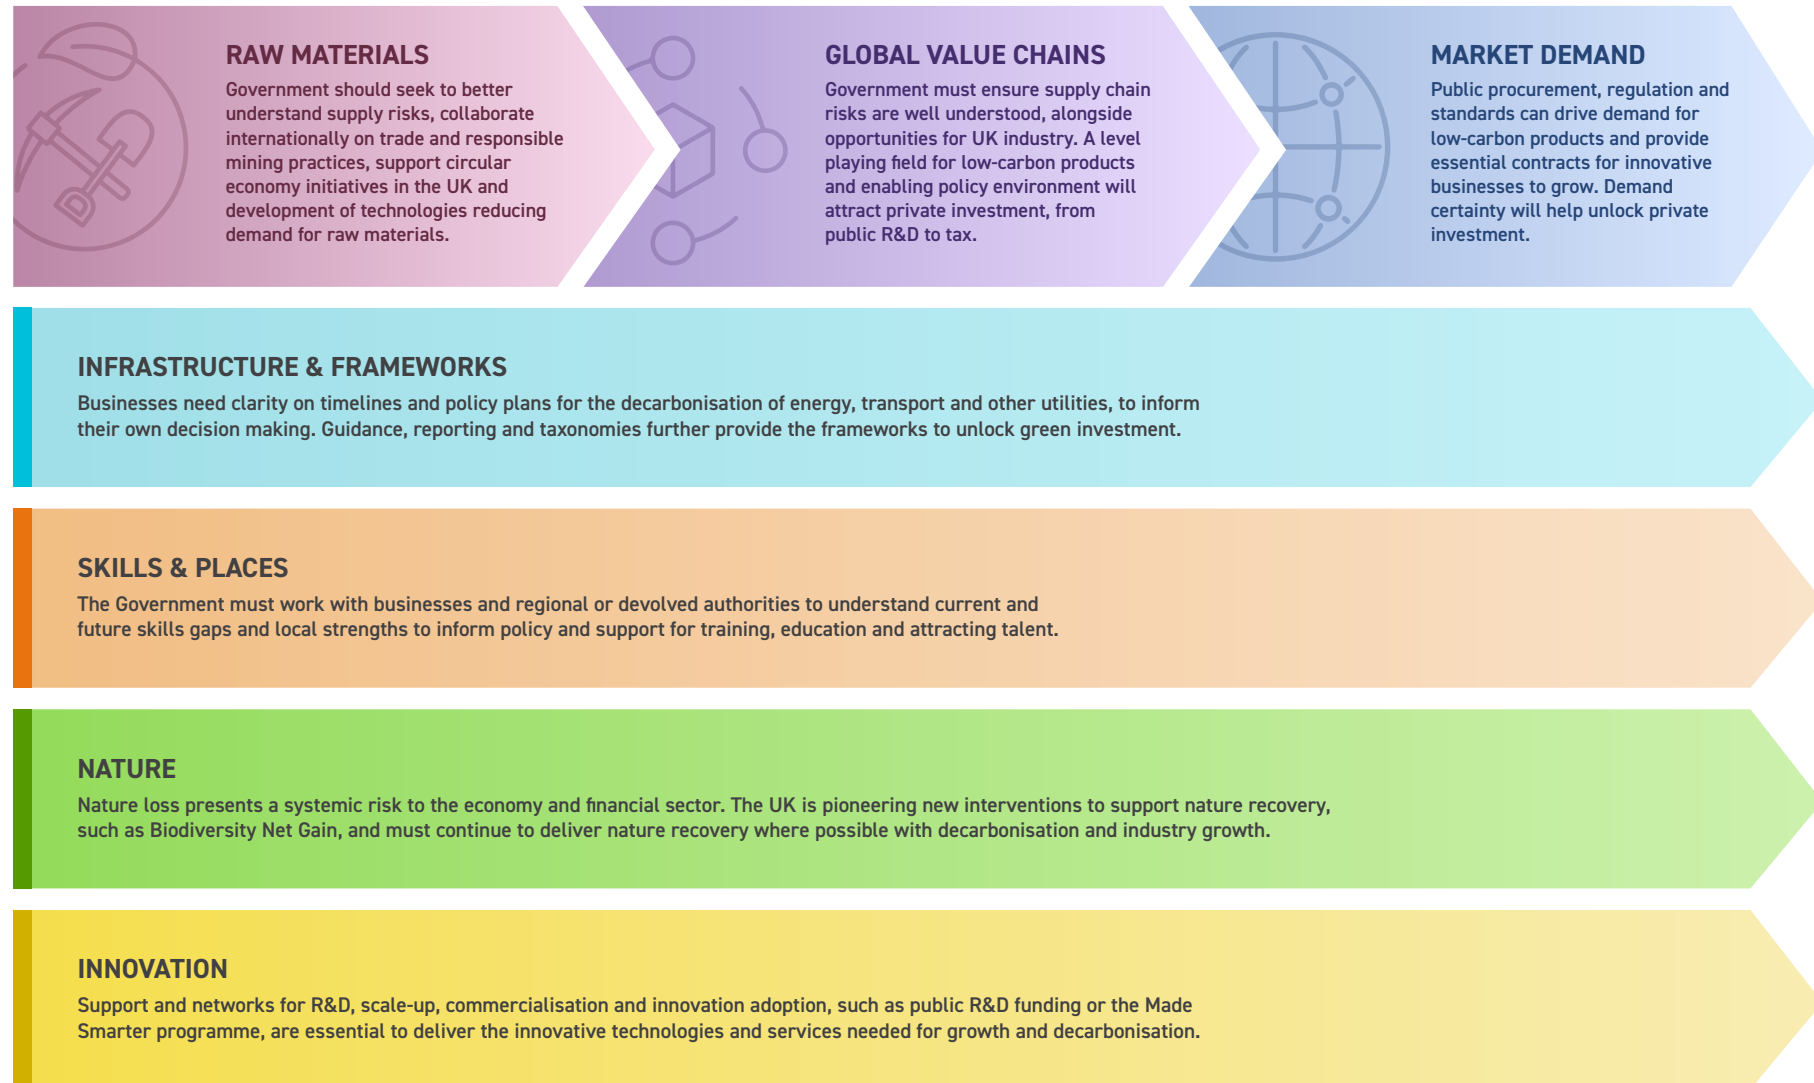 RAW MATERIALS
Government should seek to better
understand supply risks, collaborate
internationally on trade and responsible
mining practices, support circular
economy initiatives in the UK and
development of technologies reducing
demand for raw materials.
GLOBAL VALUE CHAINS
Government must ensure supply chain
risks are well understood, alongside
opportunities for UK industry. A level
playing field for low-carbon products
and enabling policy environment will
attract private investment, from
public R&D to tax.
MARKET DEMAND
Public procurement, regulation and
standards can drive demand for
low-carbon products and provide
essential contracts for innovative
businesses to grow. Demand
certainty will help unlock private
investment.
INFRASTRUCTURE & FRAMEWORKS
Businesses need clarity on timelines and policy plans for the decarbonisation of energy, transport and other utilities, to inform
their own decision making. Guidance, reporting and taxonomies further provide the frameworks to unlock green investment.
SKILLS & PLACES
The Government must work with businesses and regional or devolved authorities to understand current and
future skills gaps and local strengths to inform policy and support for training, education and attracting talent.
NATURE
Nature loss presents a systemic risk to the economy and financial sector. The UK is pioneering new interventions to support nature recovery,
such as Biodiversity Net Gain, and must continue to deliver nature recovery where possible with decarbonisation and industry growth.
INNOVATION
Support and networks for R&D, scale-up, commercialisation and innovation adoption, such as public R&D funding or the Made
Smarter programme, are essential to deliver the innovative technologies and services needed for growth and decarbonisation.